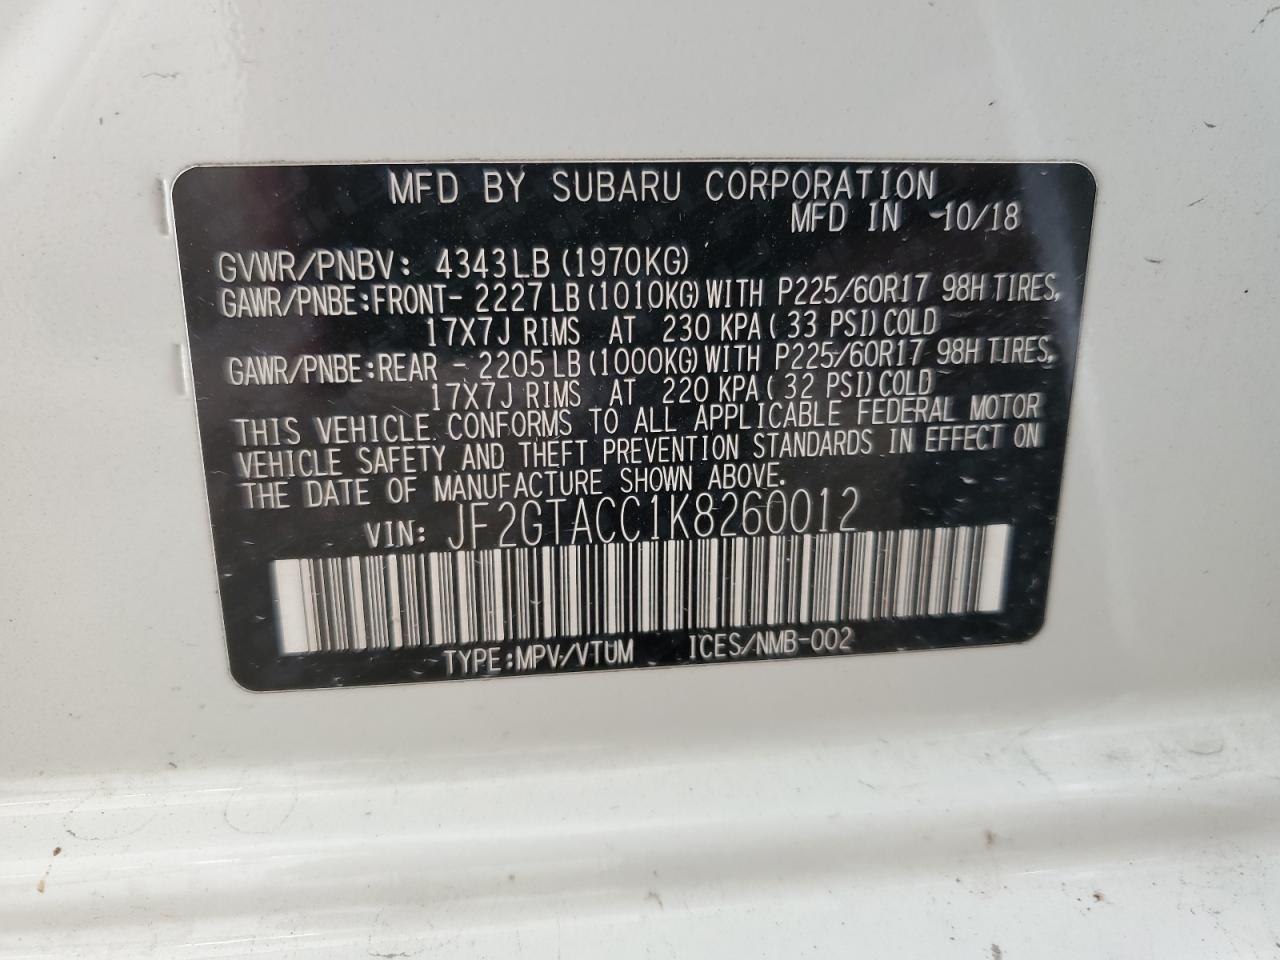 MFD BY SUBARU CORPORATION
MFD IN 10/18
GVWR/PNBV: 4343LB (1970KG)
GAWR/PNBE:FRONT- 2227LB(1010KG)WITH P225/60R17 98H TIRES,
17X7J RIMS AT 230 KPA( 33 PSI)COLD
GAWR/PNBE:REAR - 2205LB(1000KG)WITH P225/60R17 98H TIRES,
17X7J RIMS AT 220 KPA( 32 PSI)COLD
THIS VEHICLE CONFORMS TO ALL APPLICABLE FEDERAL MOTOR
VEHICLE SAFETY AND THEFT PREVENTION STANDARDS IN EFFECT ON
THE DATE OF MANUFACTURE SHOWN ABOVE.
VIN: JF2GTACC1K8260012
TYPE:MPV/VTUM ICES/NMB-002